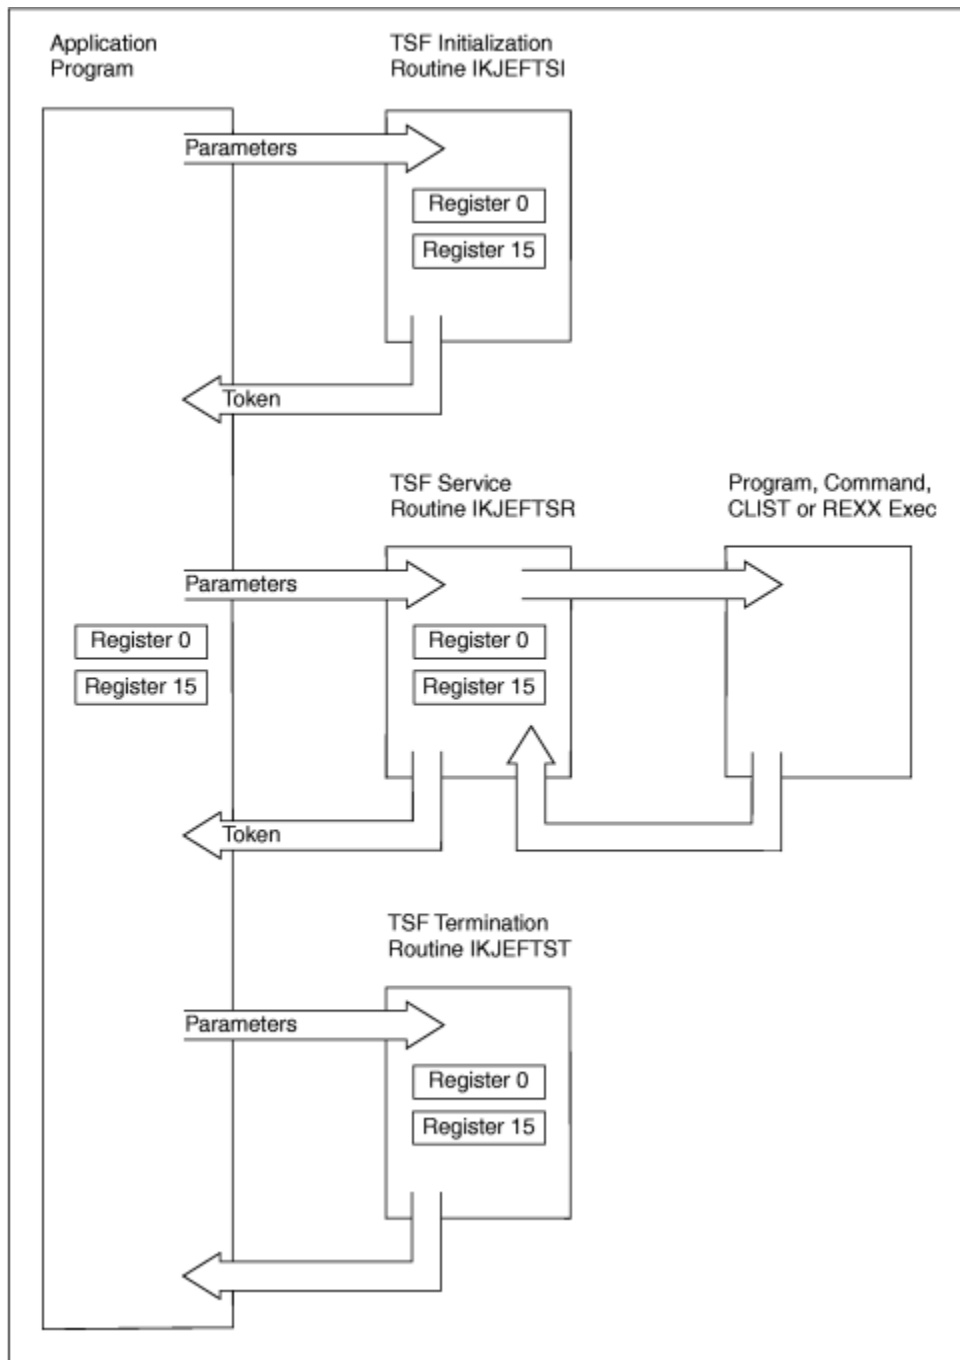 Application
Program
TSF Initialization
Routine IKJEFTSI
Parameters
Register 0
Register 15
Token
TSF Service
Routine IKJEFTSR
Program, Command,
CLIST or REXX Exec
Parameters
Register 0
Register 15
Register 0
Register 15
Token
TSF Termination
Routine IKJEFTST
Parameters
Register 0
Register 15